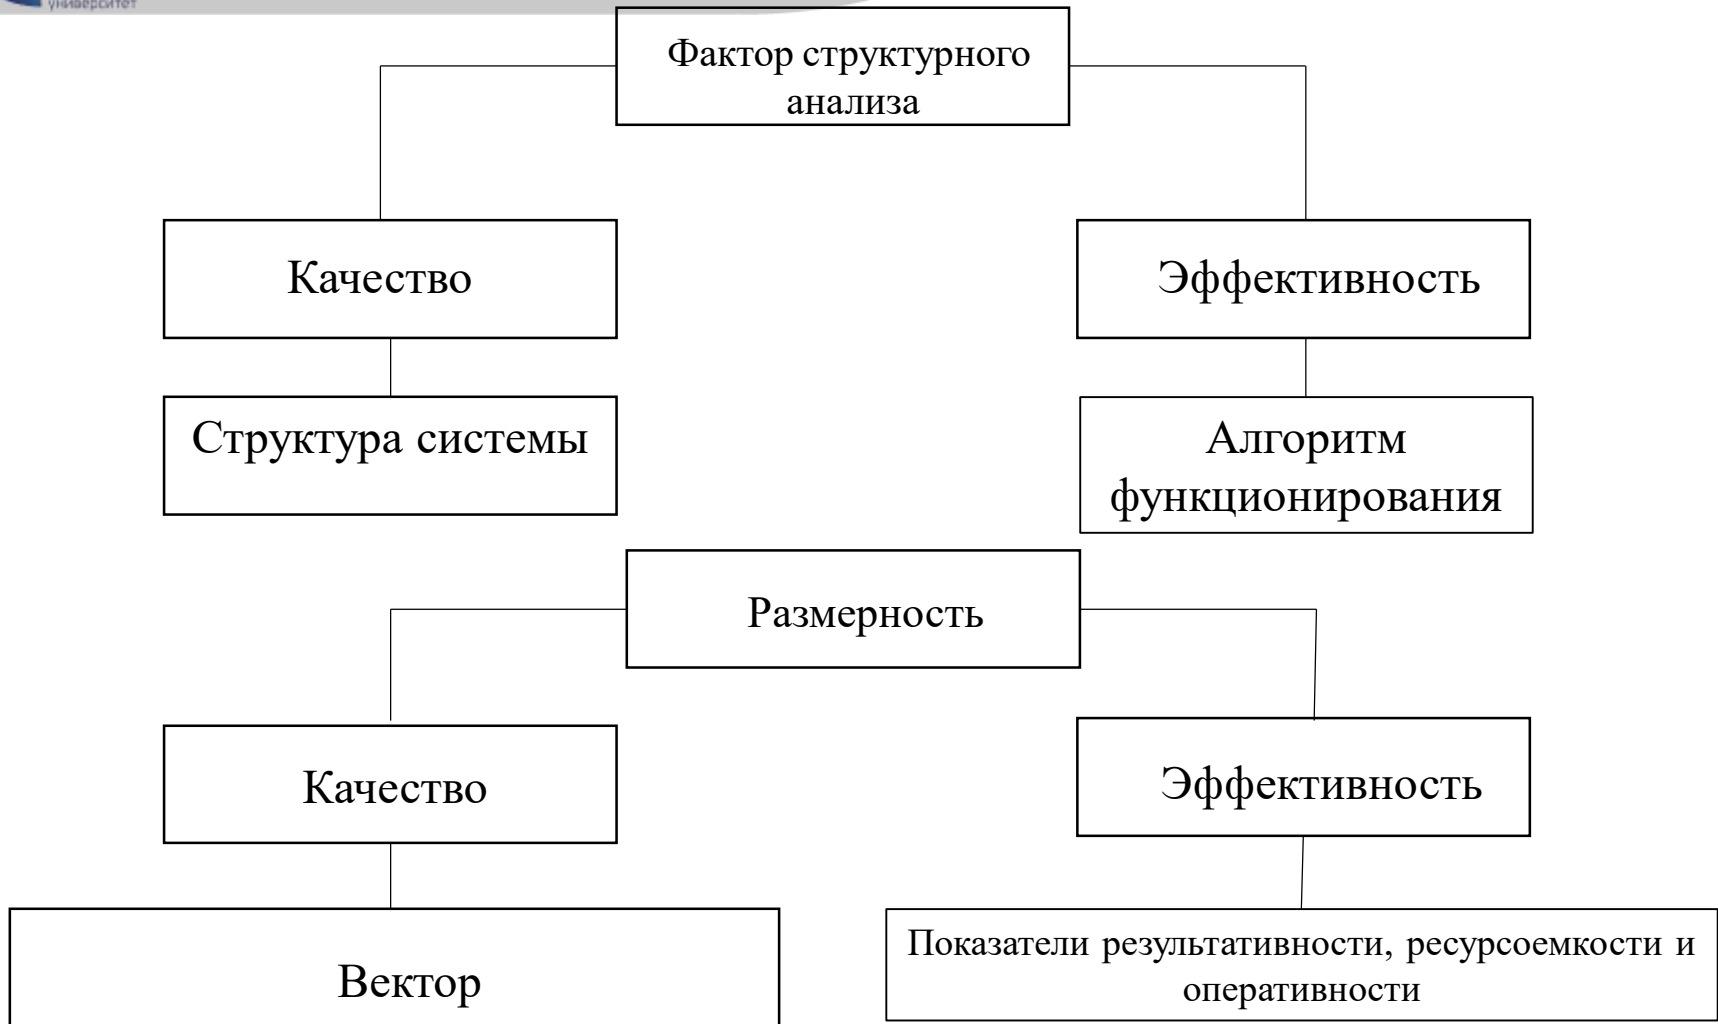 университет
Фактор структурного
анализа
Качество
Эффективность
Структура системы
Алгоритм
функционирования
Размерность
Качество
Эффективность
Вектор
Показатели результативности, ресурсоемкости и
оперативности